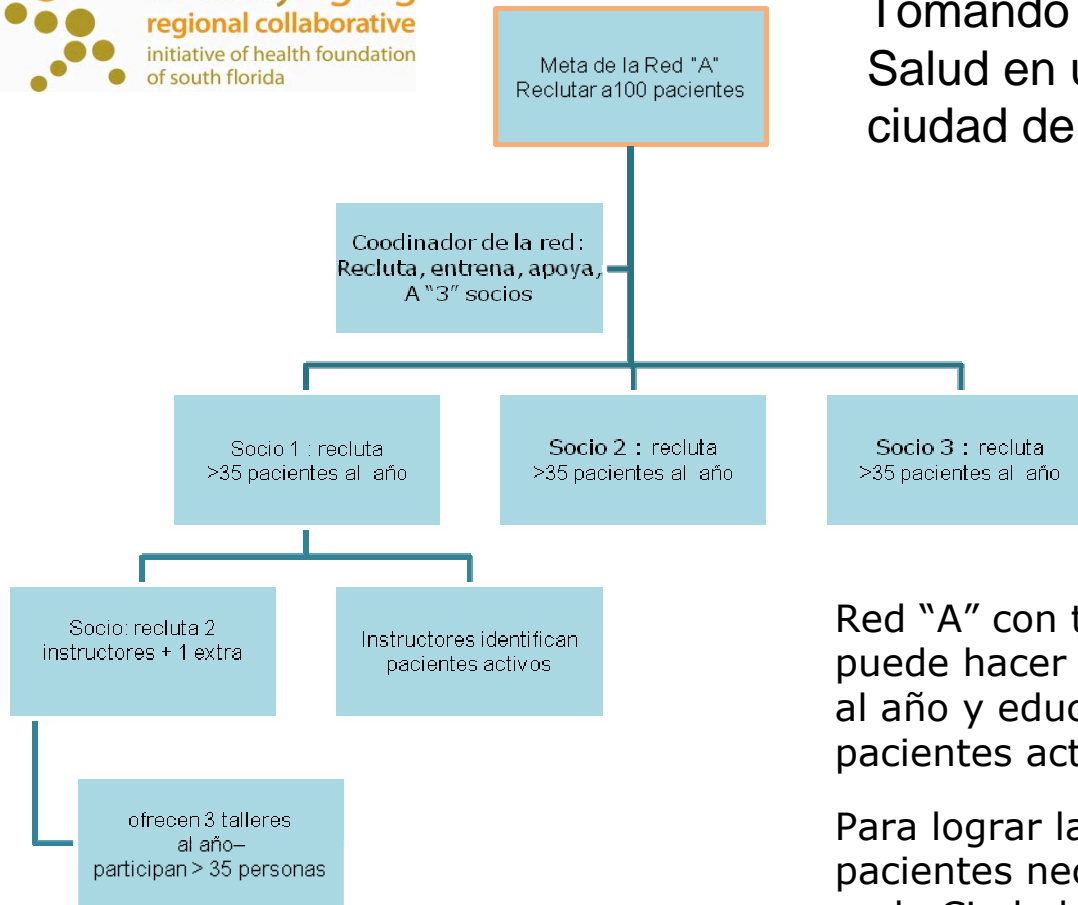 regional collaborative
initiative of health foundation
of south florida
Tomando
Salud en
ciudad de
Meta de la Red "A"
Reclutar a100 pacientes
Coodinador de la red:
Recluta, entrena, apoya,
A "3" socios
Socio 1 : recluta
>35 pacientes al año
Socio 2 : recluta
>35 pacientes al año
Socio 3 : recluta
>35 pacientes al año
Socio: recluta 2
instructores + 1 extra
Instructores identifican
pacientes activos
ofrecen 3 talleres
al año–
participan > 35 personas
Red “A” con
puede hacer
al año y
pacientes
Para lograr
pacientes